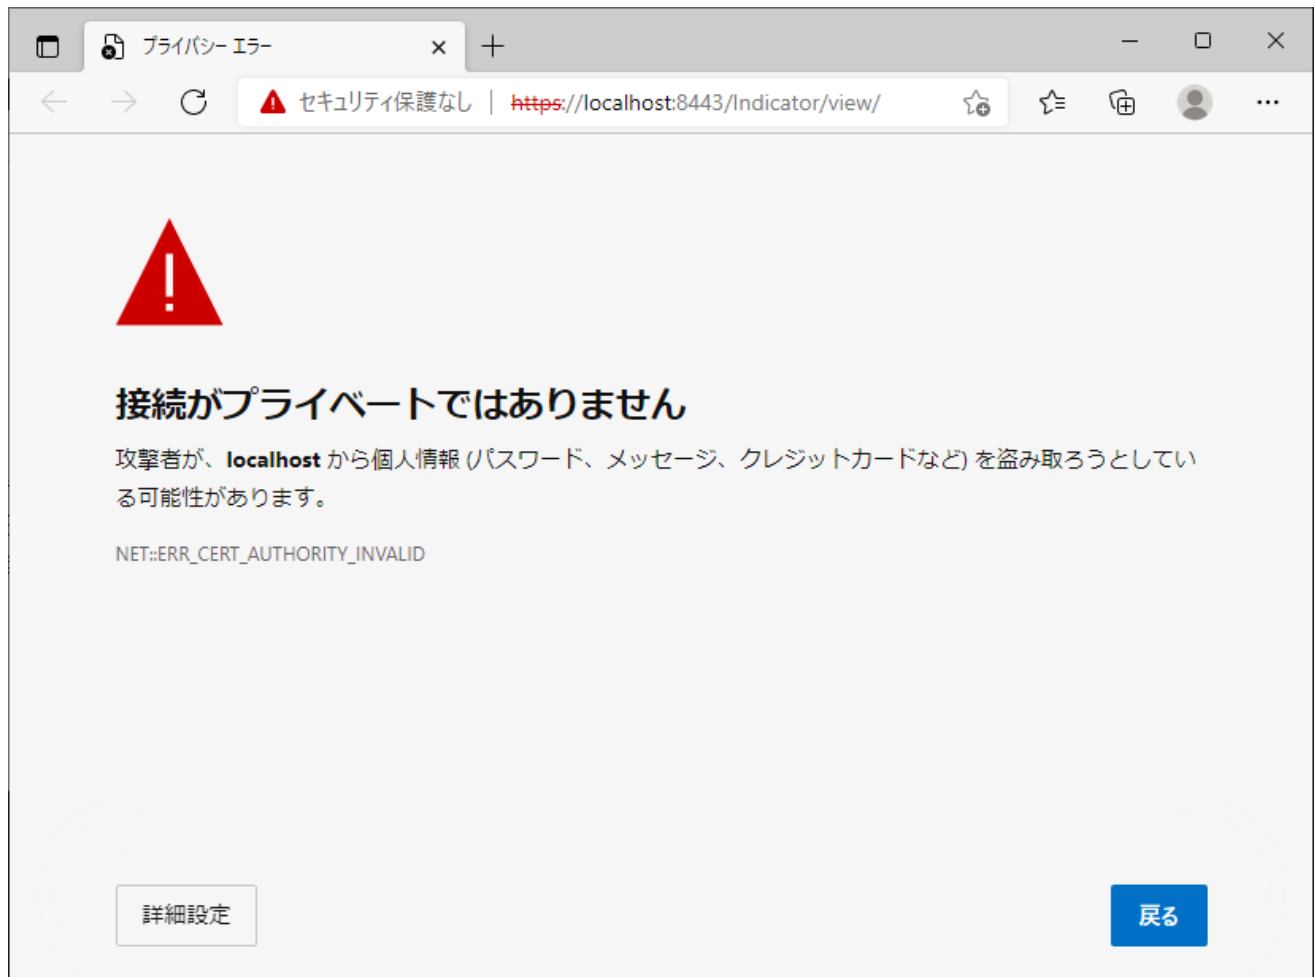 プライバシー エラー
セキュリティ保護なし | https://localhost:8443/Indicator/view/
接続がプライベートではありません
攻撃者が、localhost から個人情報 (パスワード、メッセージ、クレジットカードなど) を盗み取ろうとしてい
る可能性があります。
NET::ERR_CERT_AUTHORITY_INVALID
詳細設定
戻る